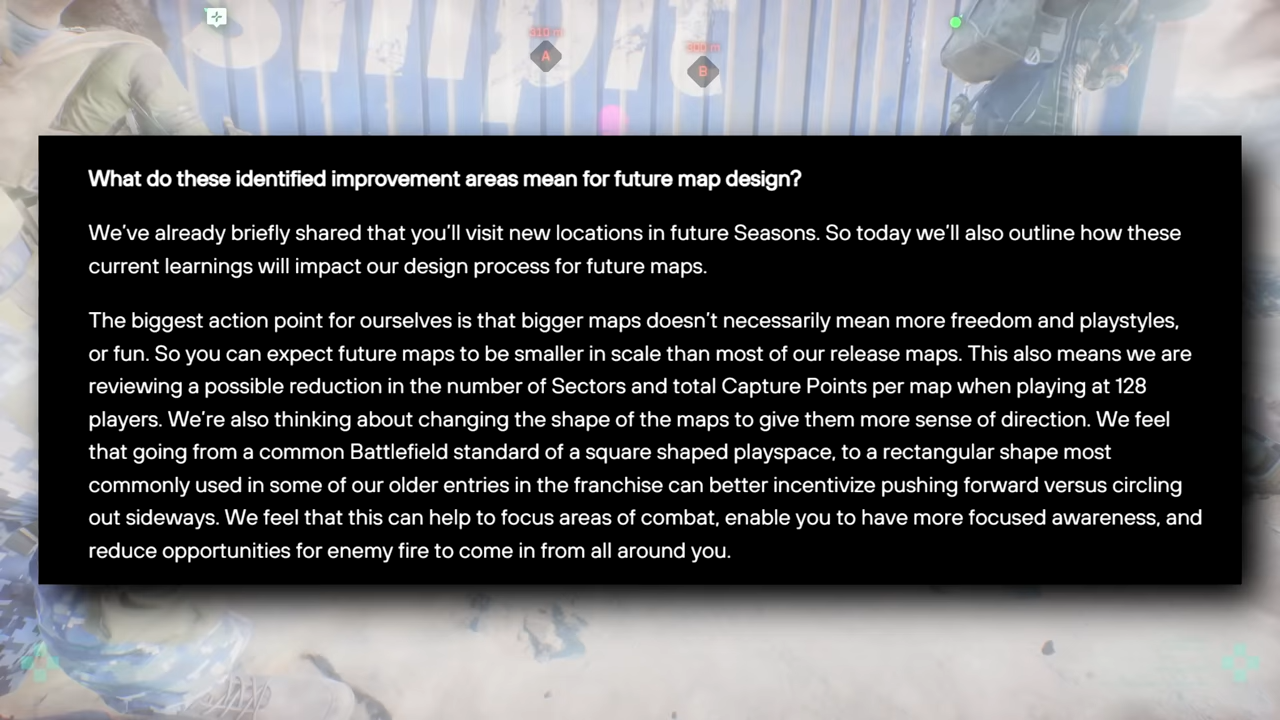 310 m
A
300 m
B
What do these identified improvement areas mean for future map design?
We've already briefly shared that you'll visit new locations in future Seasons. So today we'll also outline how these
current learnings will impact our design process for future maps.
The biggest action point for ourselves is that bigger maps doesn't necessarily mean more freedom and playstyles,
or fun. So you can expect future maps to be smaller in scale than most of our release maps. This also means we are
reviewing a possible reduction in the number of Sectors and total Capture Points per map when playing at 128
players. We're also thinking about changing the shape of the maps to give them more sense of direction. We feel
that going from a common Battlefield standard of a square shaped playspace, to a rectangular shape most
commonly used in some of our older entries in the franchise can better incentivize pushing forward versus circling
out sideways. We feel that this can help to focus areas of combat, enable you to have more focused awareness, and
reduce opportunities for enemy fire to come in from all around you.